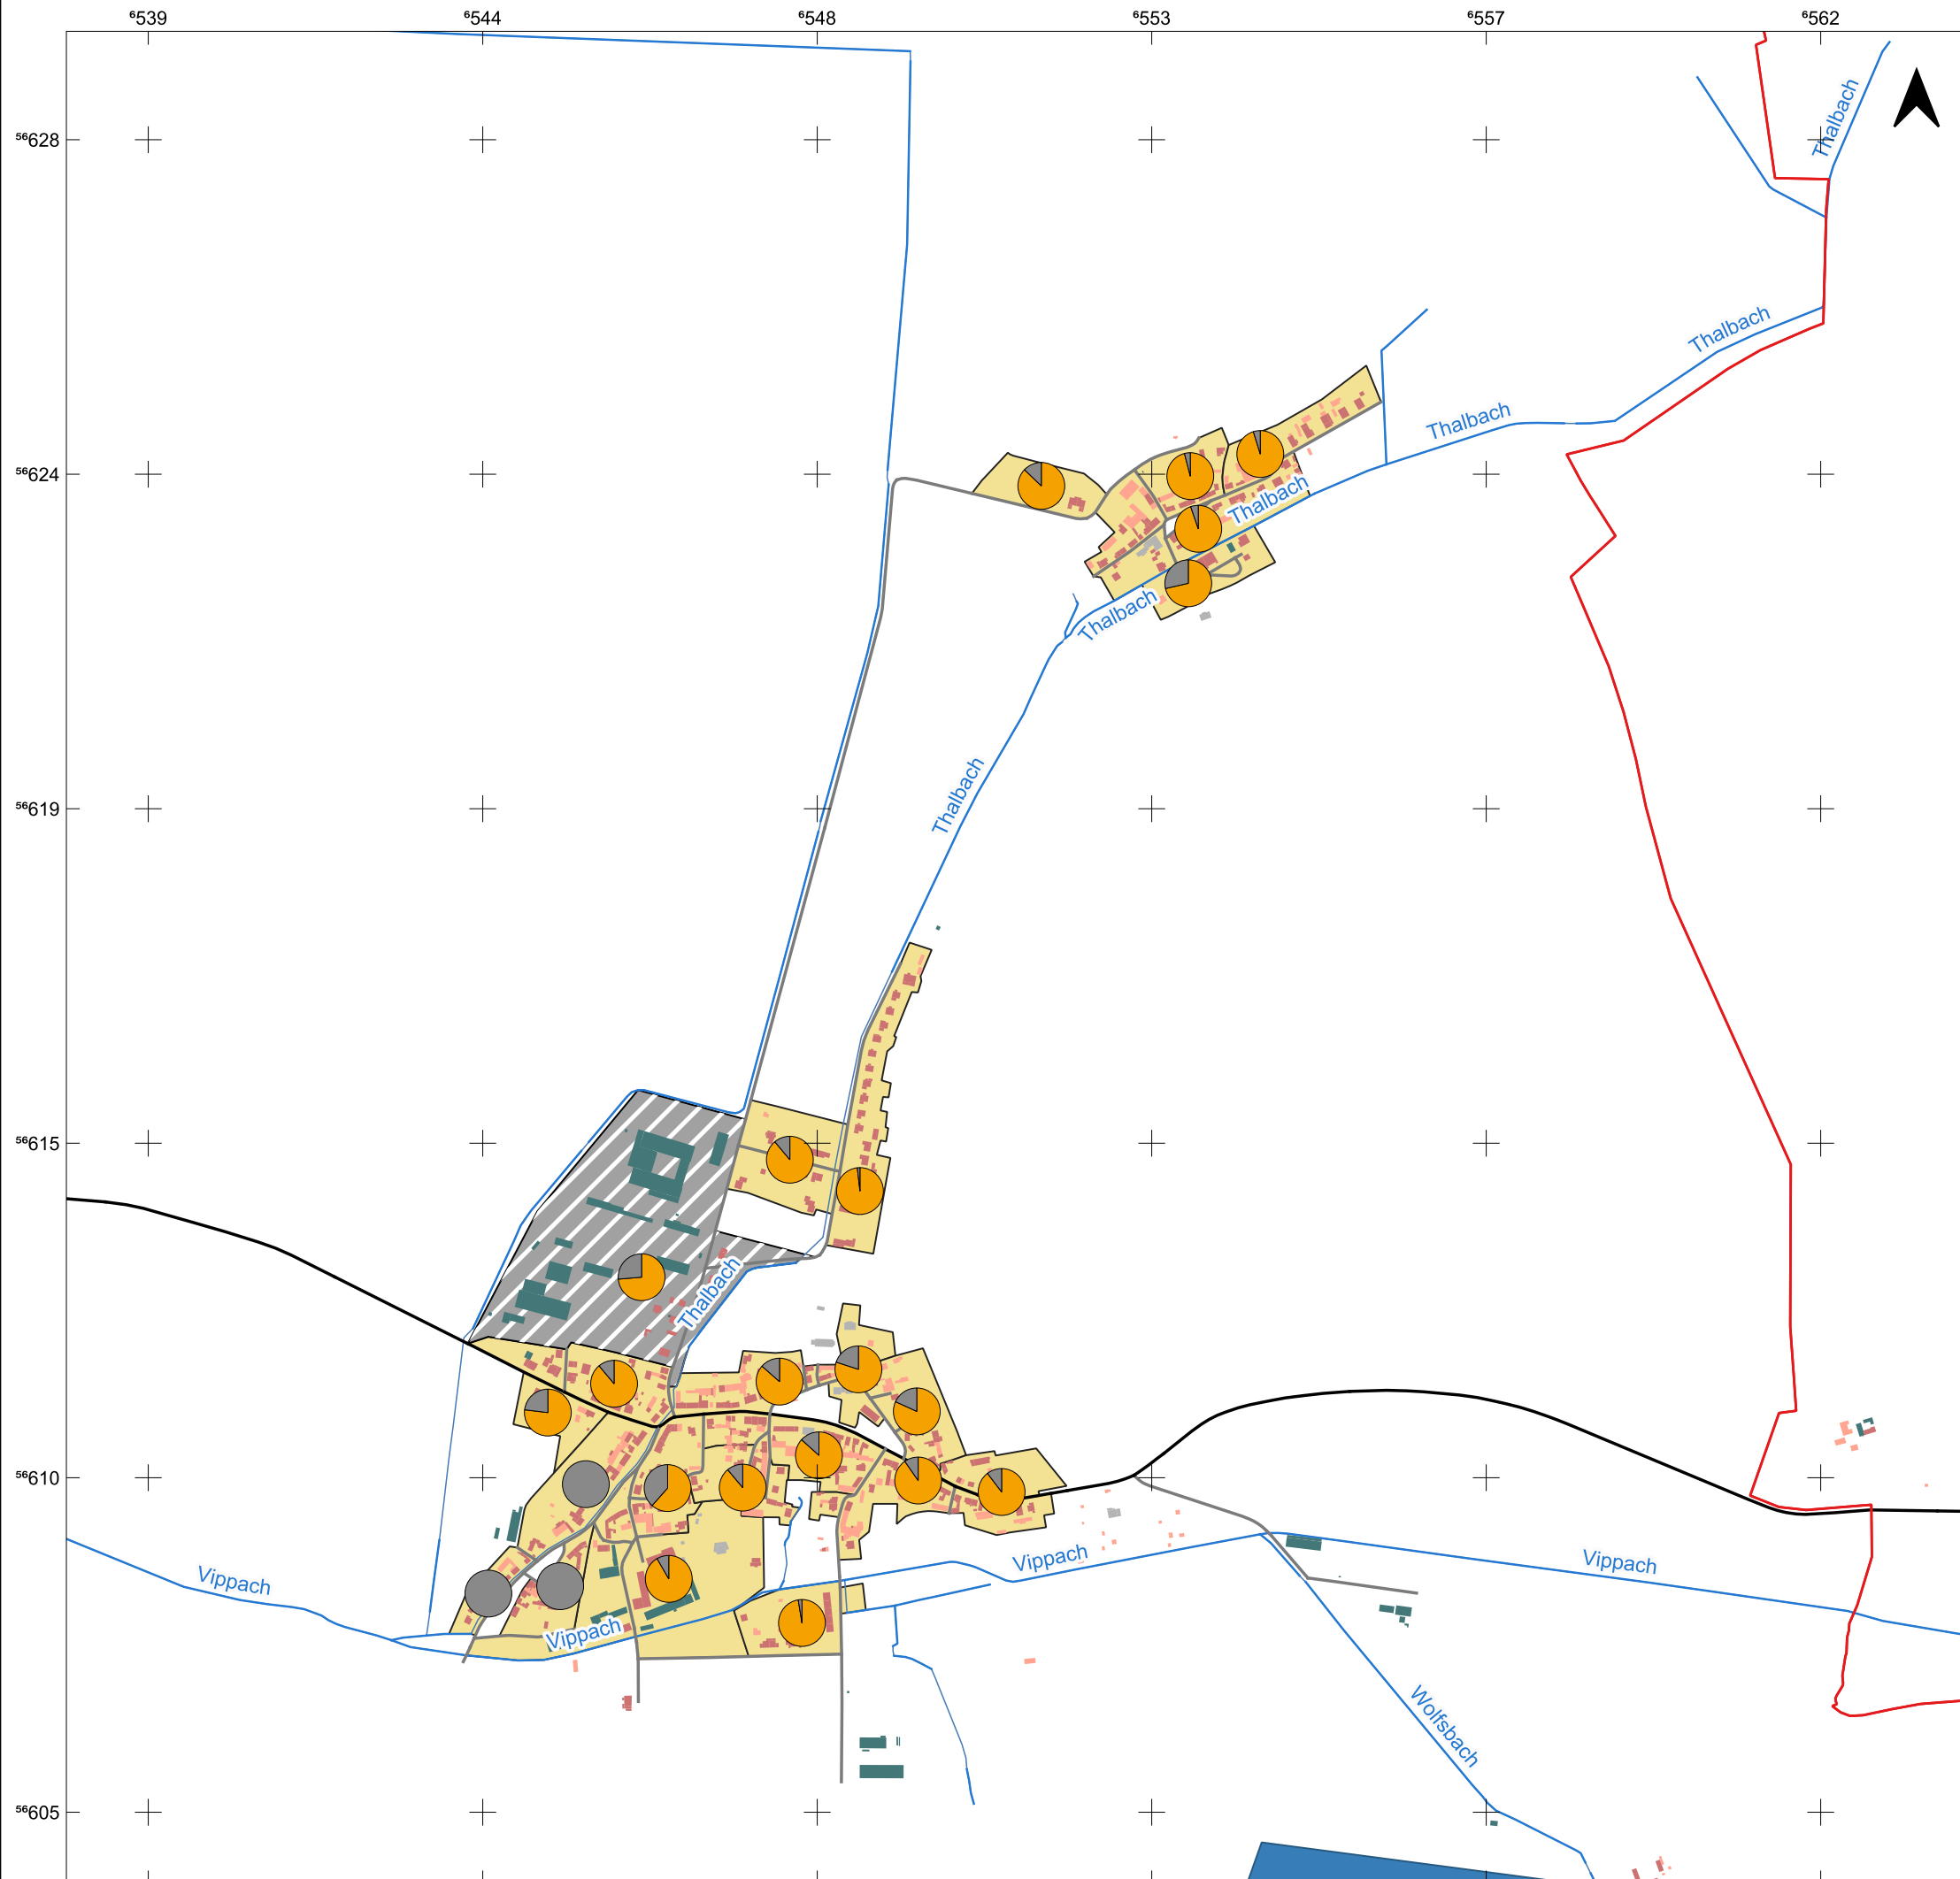 ⁶539 ⁶544 ⁶548 ⁶553 ⁶557 ⁶562
Thalbach
⁵⁶628
Thalbach
Thalbach
⁵⁶624
Thalbach
Thalbach
Thalbach
⁵⁶619
⁵⁶615
Thalbach
⁵⁶610
Vippach
Vippach
Vippach
Vippach
Wolfsbach
⁵⁶605